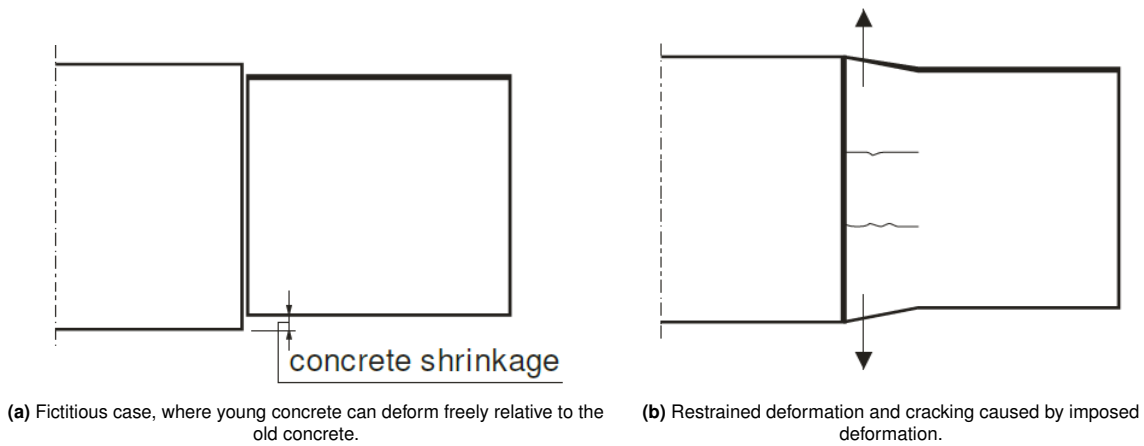 concrete shrinkage
(a) Fictitious case, where young concrete can deform freely relative to the
old concrete.
(b) Restrained deformation and cracking caused by imposed
deformation.